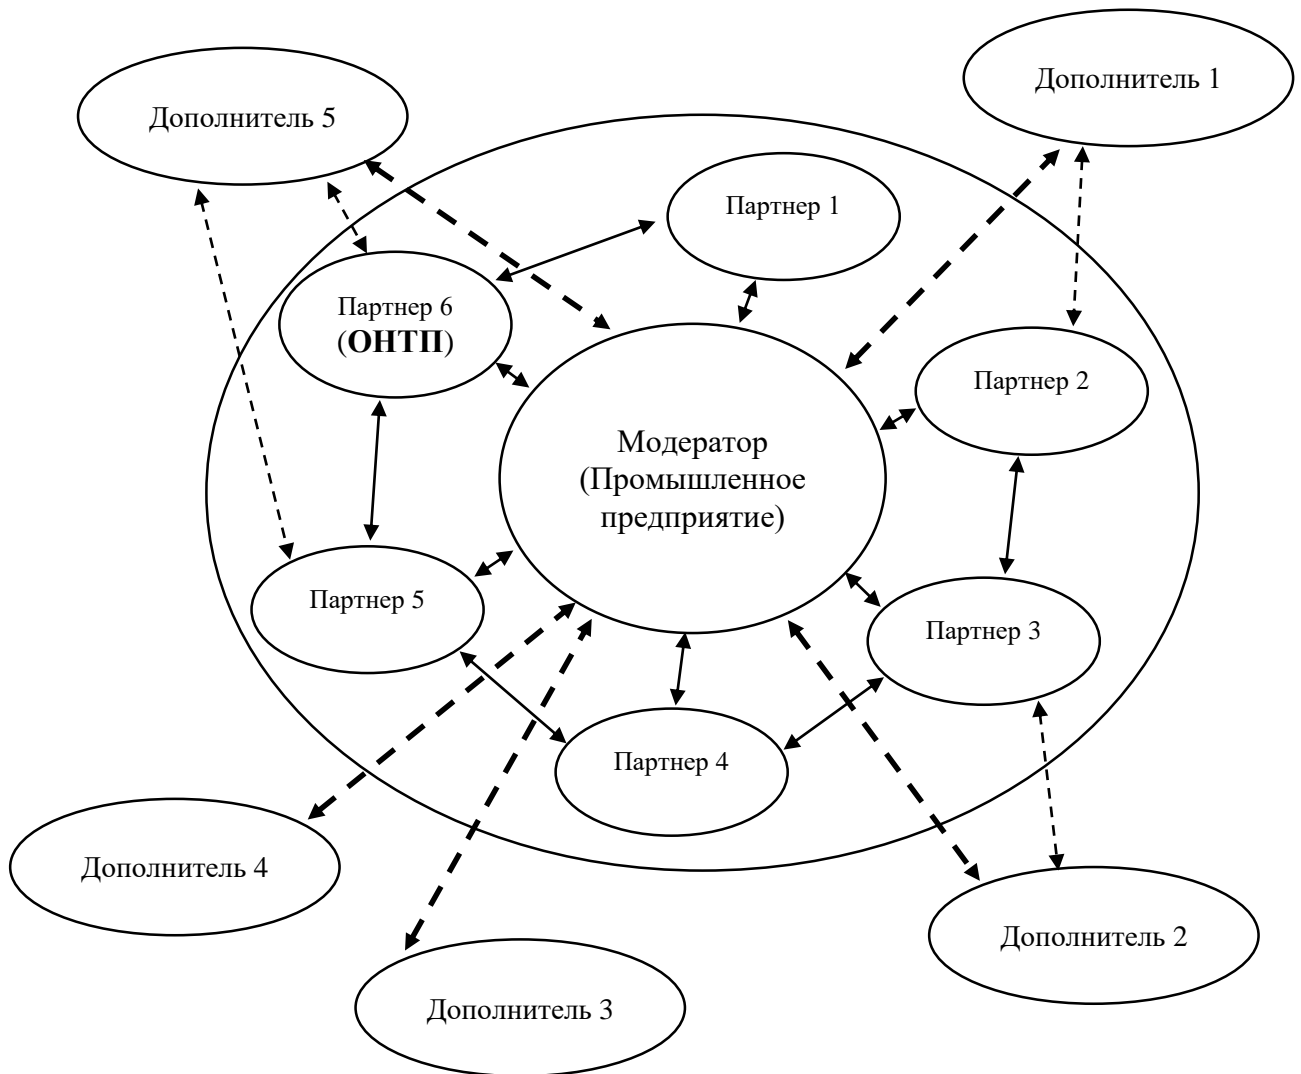 Дополнитель 1
Дополнитель 5
Партнер 1
Партнер 6
(ОНТП)
Партнер 2
Модератор
(Промышленное
предприятие)
Партнер 5
Партнер 3
Партнер 4
Дополнитель 4
Дополнитель 2
Дополнитель 3